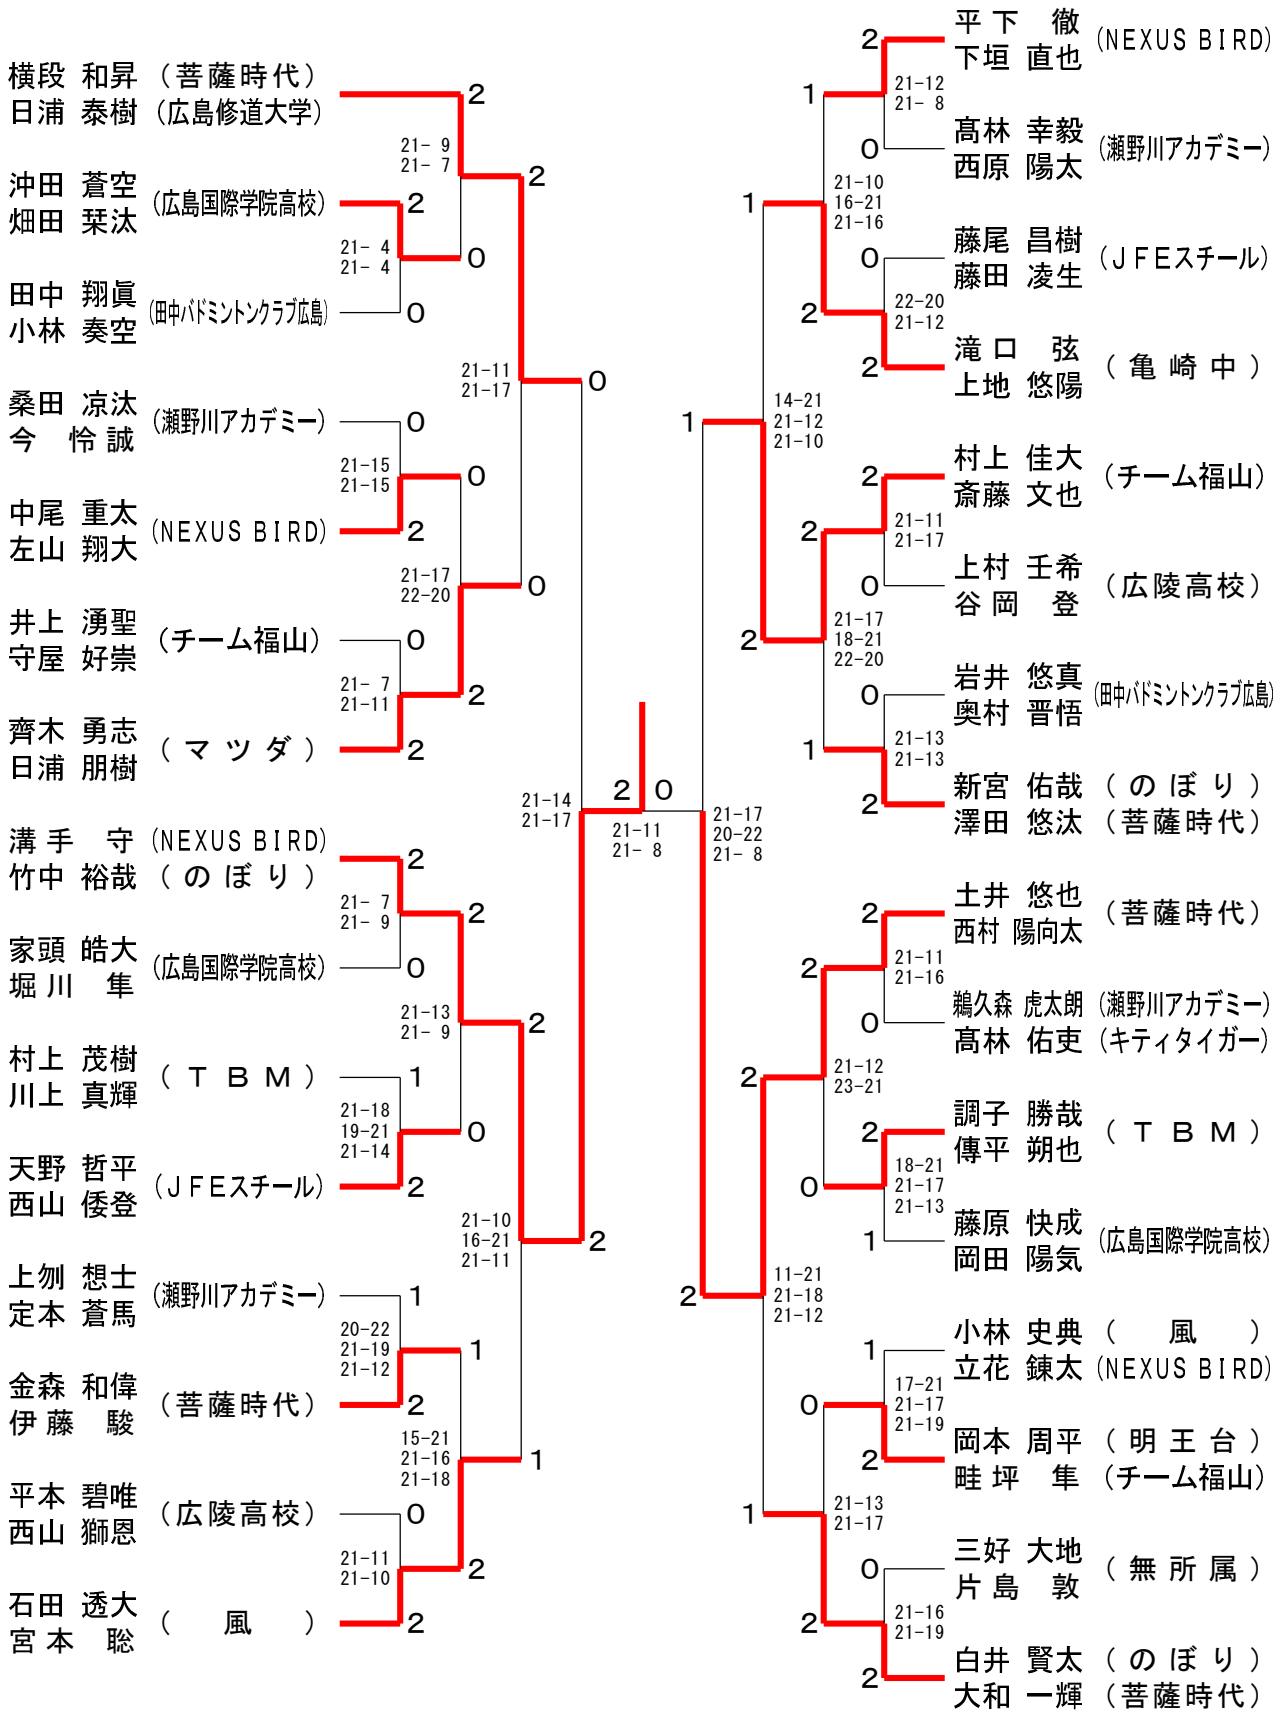 横段 和昇 (菩薩時代)
日浦 泰樹 (広島修道大学)
2
21- 9
21- 7
2
沖田 蒼空
畑田 栞汰
(広島国際学院高校)
2
21- 4
21- 4
0
田中 翔眞
小林 奏空
(田中バドミントンクラブ広島)
0
21-11
21-17
0
桑田 凉汰
今 怜誠
(瀬野川アカデミー)
0
21-15
21-15
0
中尾 重太
左山 翔大
(NEXUS BIRD)
2
21-17
22-20
0
井上 湧聖
守屋 好崇
(チーム福山)
0
21- 7
21-11
2
齊木 勇志
日浦 朋樹
(マツダ)
2
21-14
21-17
溝手 守 (NEXUS BIRD)
竹中 裕哉 (のぼり)
2
21- 7
21- 9
2
家頭 皓大
堀川 隼
(広島国際学院高校)
0
21-13
21- 9
2
村上 茂樹
川上 真輝
(TBM)
1
21-18
19-21
21-14
0
天野 哲平
西山 倭登
(JFEスチール)
2
21-10
16-21
21-11
2
上刎 想士
定本 蒼馬
(瀬野川アカデミー)
1
20-22
21-19
21-12
1
金森 和偉
伊藤 駿
(菩薩時代)
2
15-21
21-16
21-18
1
平本 碧唯
西山 獅恩
(広陵高校)
0
21-11
21-10
2
石田 透大
宮本 聡
(風)
2
2 0
21-11
21- 8
平下 徹
下垣 直也
(NEXUS BIRD)
2
21-12
21- 8
1
髙林 幸毅
西原 陽太
(瀬野川アカデミー)
0
21-10
16-21
21-16
1
藤尾 昌樹
藤田 凌生
(JFEスチール)
0
22-20
21-12
2
滝口 弦
上地 悠陽
(亀崎中)
2
14-21
21-12
21-10
1
村上 佳大
斎藤 文也
(チーム福山)
2
21-11
21-17
2
上村 壬希
谷岡 登
(広陵高校)
0
21-17
18-21
22-20
2
岩井 悠真
奥村 晋悟
(田中バドミントンクラブ広島)
0
21-13
21-13
1
新宮 佑哉 (のぼり)
澤田 悠汰 (菩薩時代)
2
21-17
20-22
21- 8
土井 悠也
西村 陽向太
(菩薩時代)
2
21-11
21-16
2
鵜久森 虎太朗 (瀬野川アカデミー)
髙林 佑吏 (キティタイガー)
0
21-12
23-21
2
調子 勝哉
傳平 朔也
(TBM)
2
18-21
21-17
21-13
0
藤原 快成
岡田 陽気
(広島国際学院高校)
1
11-21
21-18
21-12
2
小林 史典 (風)
立花 錬太 (NEXUS BIRD)
1
17-21
21-17
21-19
0
岡本 周平 (明王台)
畦坪 隼 (チーム福山)
2
21-13
21-17
1
三好 大地
片島 敦
(無所属)
0
21-16
21-19
2
白井 賢太 (のぼり)
大和 一輝 (菩薩時代)
2